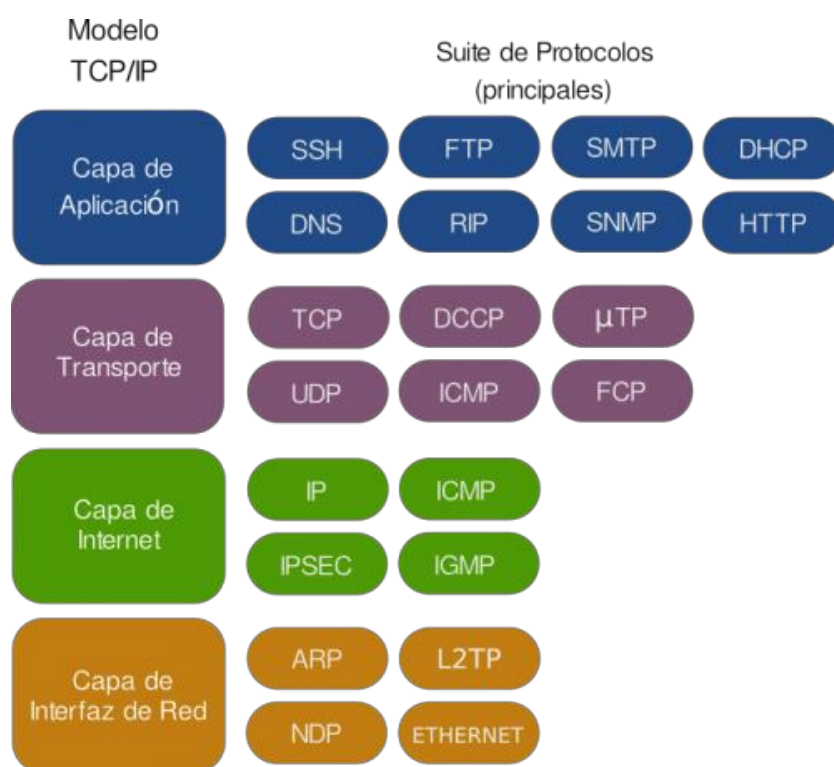 Modelo
TCP/IP
Suite de Protocolos
(principales)
Capa de
Aplicación
SSH
FTP
SMTP
DHCP
DNS
RIP
SNMP
HTTP
Capa de
Transporte
TCP
DCCP
µTP
UDP
ICMP
FCP
Capa de
Internet
IP
ICMP
IPSEC
IGMP
Capa de
Interfaz de Red
ARP
L2TP
NDP
ETHERNET